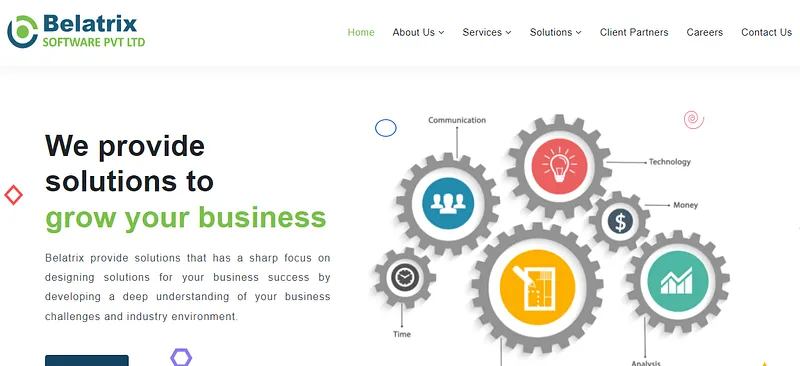 Belatrix
SOFTWARE PVT LTD
Home About Us Services Solutions Client Partners Careers Contact Us
We provide
solutions to
grow your business
Belatrix provide solutions that has a sharp focus on
designing solutions for your business success by
developing a deep understanding of your business
challenges and industry environment.
Communication
Technology
Money
$
Time
Analysis